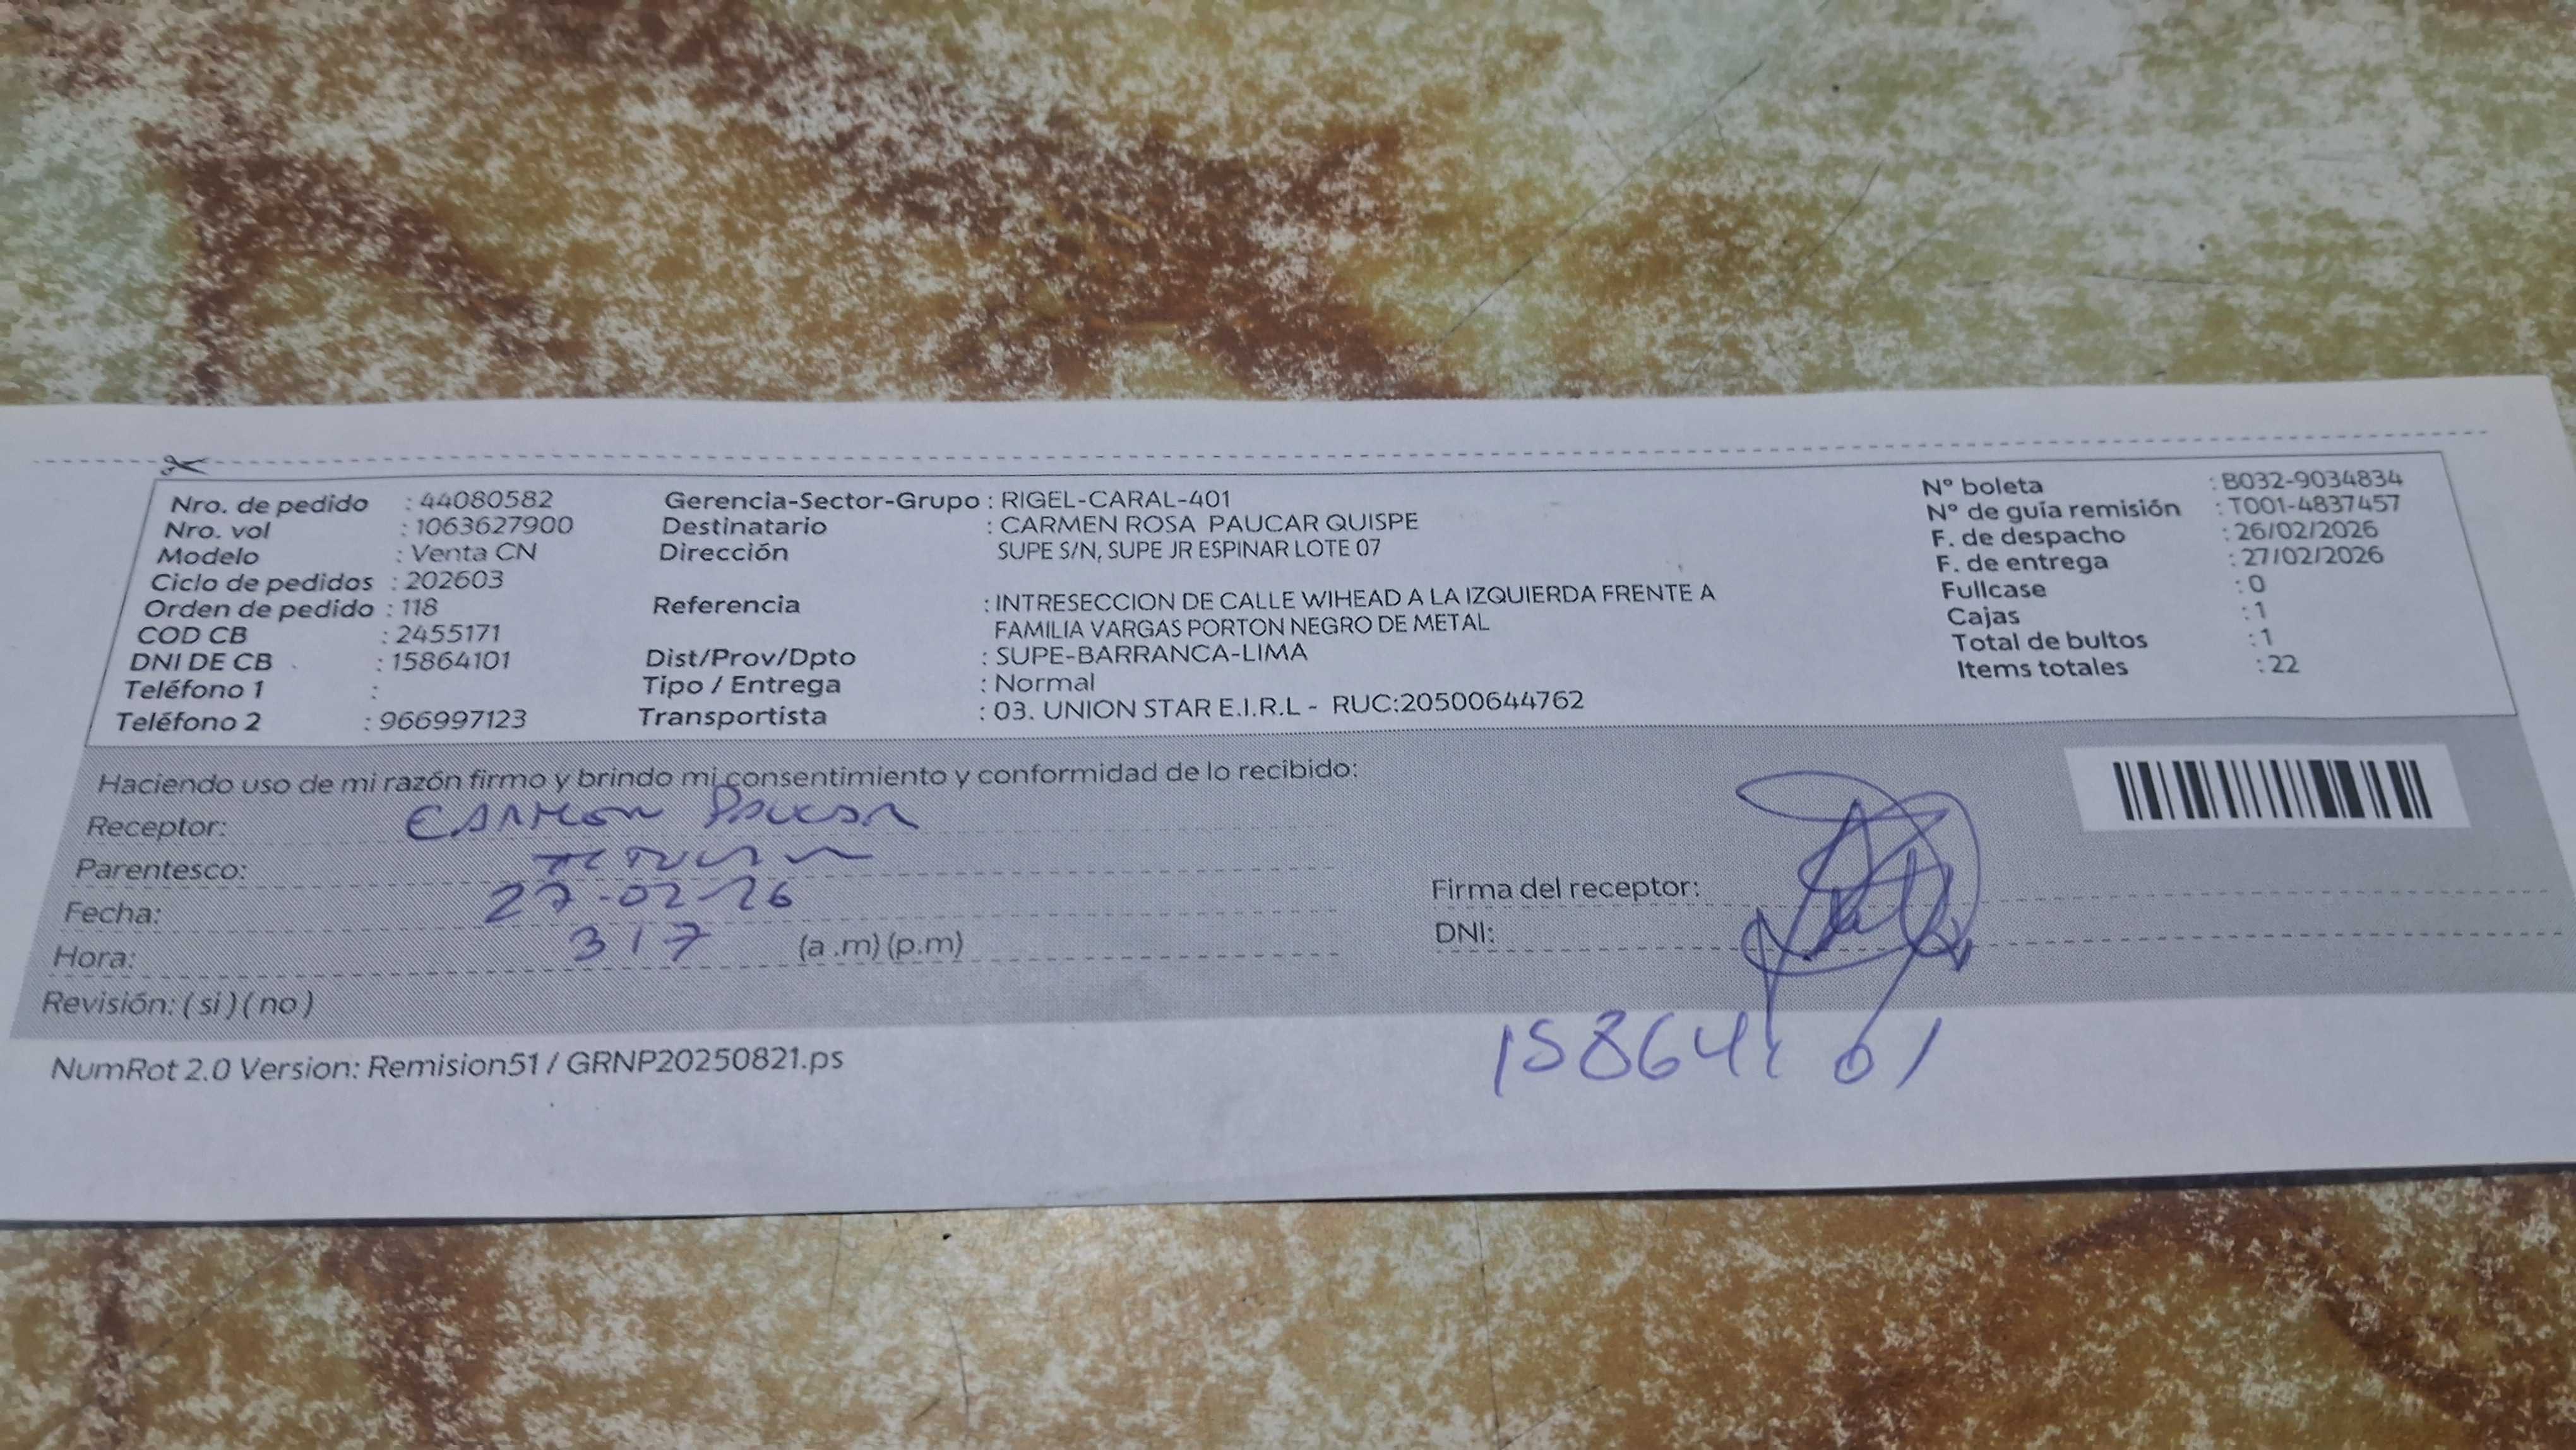 Nro. de pedido : 44080582
Nro. vol : 1063627900
Modelo : Venta CN
Ciclo de pedidos : 202603
Orden de pedido : 118
COD CB : 2455171
DNI DE CB : 15864101
Teléfono 1 :
Teléfono 2 : 966997123
Gerencia-Sector-Grupo : RIGEL-CARAL-401
Destinatario : CARMEN ROSA PAUCAR QUISPE
Dirección SUPE S/N, SUPE JR ESPINAR LOTE 07
Referencia : INTRESECCION DE CALLE WIHEAD A LA IZQUIERDA FRENTE A
FAMILIA VARGAS PORTON NEGRO DE METAL
Dist/Prov/Dpto : SUPE-BARRANCA-LIMA
Tipo / Entrega : Normal
Transportista : 03. UNION STAR E.I.R.L - RUC:20500644762
N° boleta : B032-9034834
N° de guía remisión : T001-4837457
F. de despacho : 26/02/2026
F. de entrega : 27/02/2026
Fullcase : 0
Cajas : 1
Total de bultos : 1
Items totales : 22
Haciendo uso de mi razón firmo y brindo mi consentimiento y conformidad de lo recibido:
Receptor: CARMEN PAUCAR
Parentesco:
Fecha: 27-02-26
Hora: 3 17 (a .m) (p.m)
Revisión: ( si ) ( no )
Firma del receptor:
DNI:
15864101
NumRot 2.0 Version: Remision51 / GRNP20250821.ps